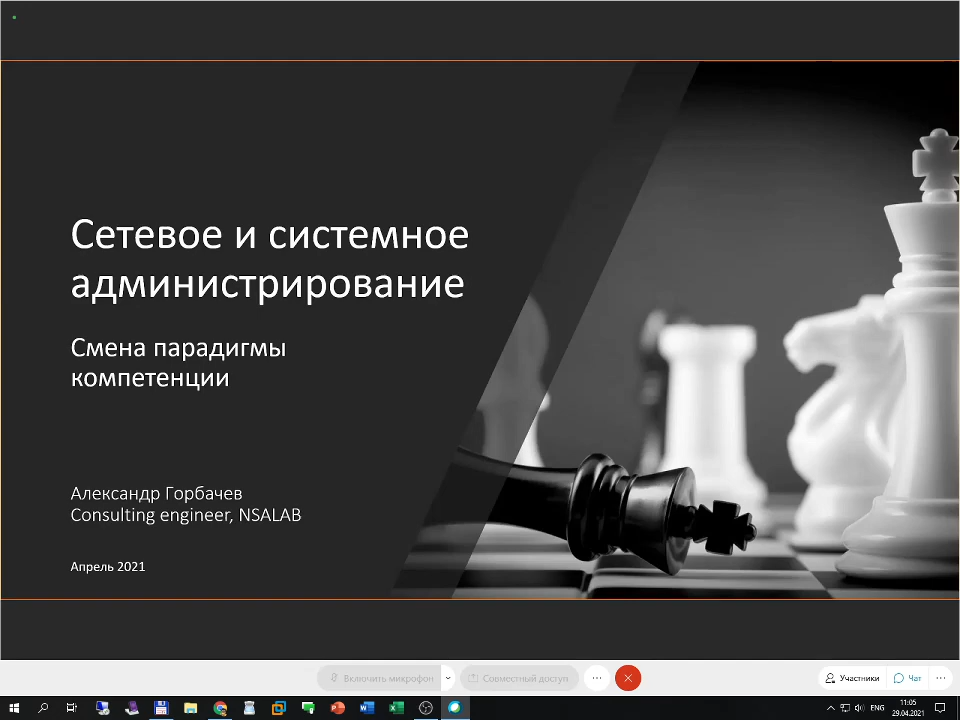 Сетевое и системное
администрирование
Смена парадигмы
компетенции
Александр Горбачев
Consulting engineer, NSALAB
Апрель 2021
Включить микрофон
Совместный доступ
Участники
Чат
ENG
11:05
29.04.2021